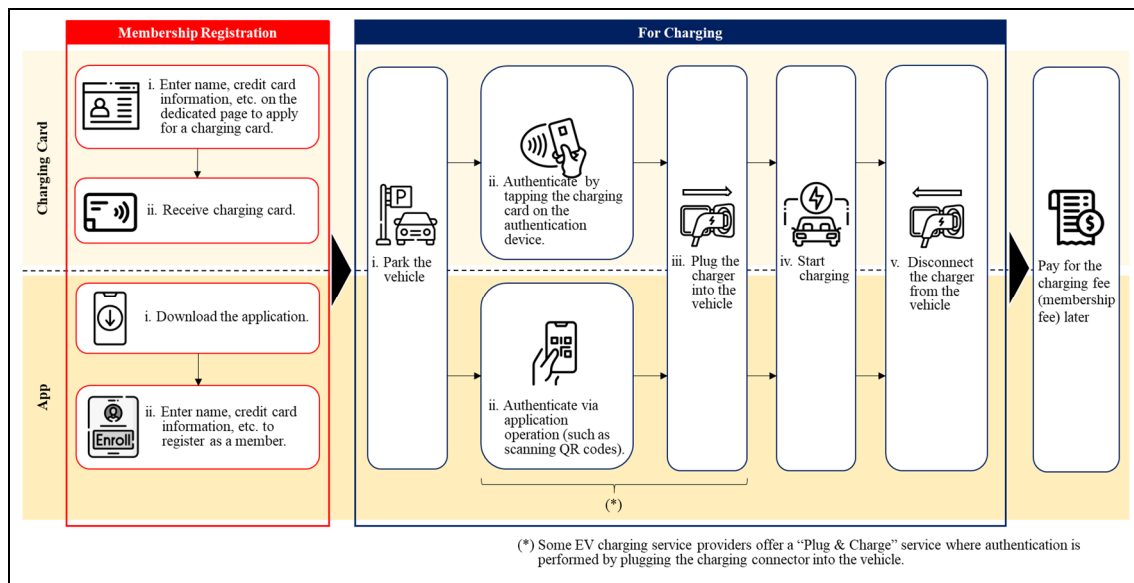 Membership Registration
For Charging
Charging Card
i. Enter name, credit card
information, etc. on the
dedicated page to apply
for a charging card.
ii. Receive charging card.
App
i. Download the application.
Enroll
ii. Enter name, credit card
information, etc. to
register as a member.
P
i. Park the
vehicle
ii. Authenticate by
tapping the charging
card on the
authentication
device.
ii. Authenticate via
application
operation (such as
scanning QR codes).
iii. Plug the
charger
into the
vehicle
iv. Start
charging
v. Disconnect
the charger
from the
vehicle
$
Pay for the
charging fee
(membership
fee) later
(*)
(*) Some EV charging service providers offer a “Plug & Charge” service where authentication is
performed by plugging the charging connector into the vehicle.